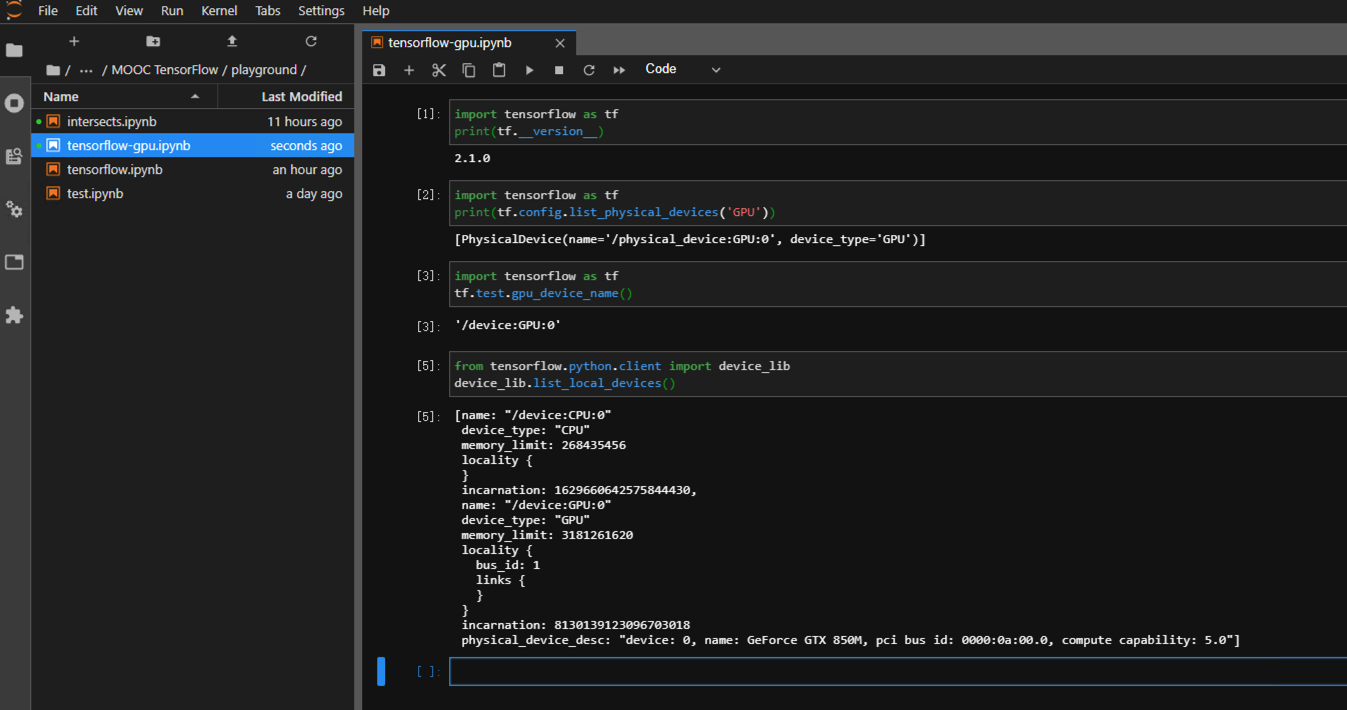 File Edit View Run Kernel Tabs Settings Help
/ ··· / MOOC TensorFlow / playground /
Name Last Modified
intersects.ipynb 11 hours ago
tensorflow-gpu.ipynb seconds ago
tensorflow.ipynb an hour ago
test.ipynb a day ago
tensorflow-gpu.ipynb
Code
[1]: import tensorflow as tf
print(tf.__version__)
2.1.0
[2]: import tensorflow as tf
print(tf.config.list_physical_devices('GPU'))
[PhysicalDevice(name='/physical_device:GPU:0', device_type='GPU')]
[3]: import tensorflow as tf
tf.test.gpu_device_name()
[3]: '/device:GPU:0'
[5]: from tensorflow.python.client import device_lib
device_lib.list_local_devices()
[5]: [name: "/device:CPU:0"
device_type: "CPU"
memory_limit: 268435456
locality {
}
incarnation: 1629660642575844430,
name: "/device:GPU:0"
device_type: "GPU"
memory_limit: 3181261620
locality {
bus_id: 1
links {
}
}
incarnation: 8130139123096703018
physical_device_desc: "device: 0, name: GeForce GTX 850M, pci bus id: 0000:0a:00.0, compute capability: 5.0"]
[ ]: